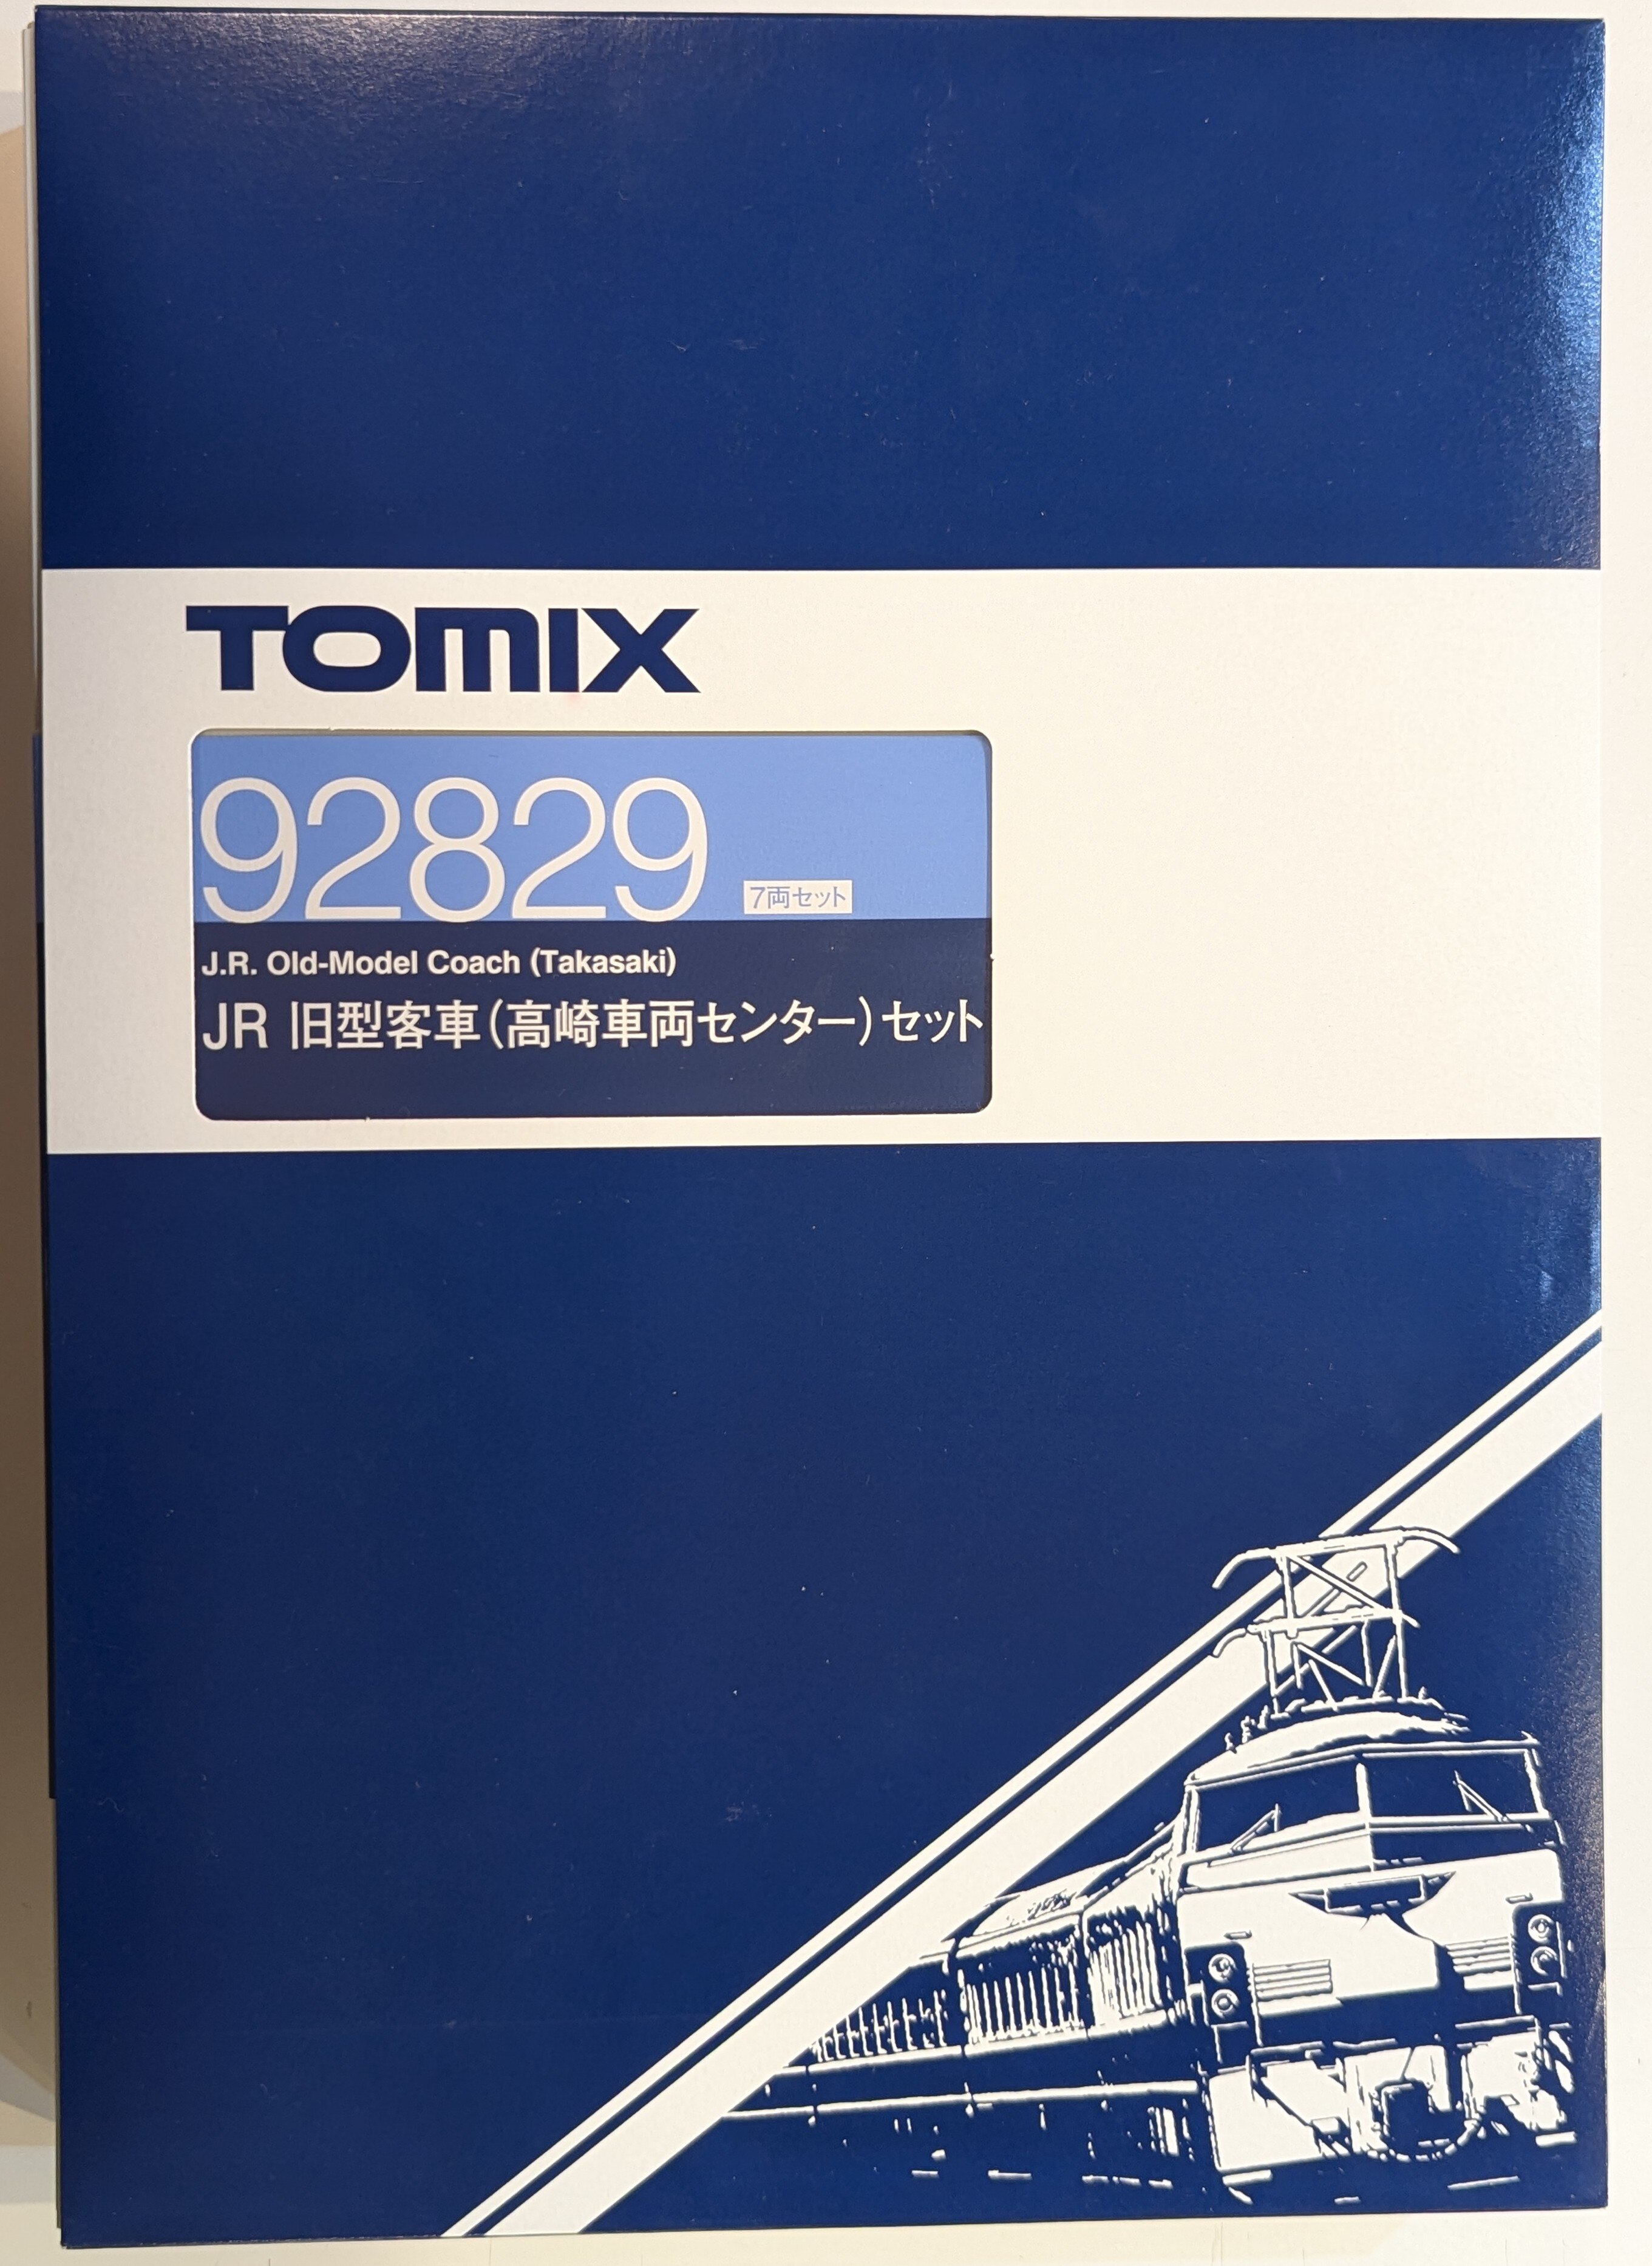 TOMIX
92829 7両セット
J.R. Old-Model Coach (Takasaki)
JR 旧型客車(高崎車両センター)セット